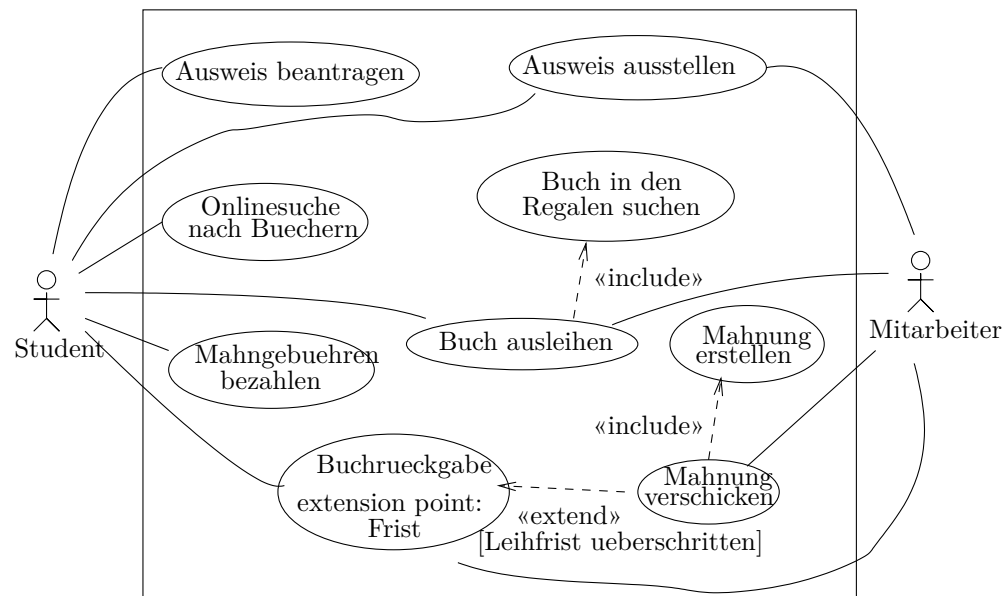 Ausweis beantragen
Ausweis ausstellen
Buch in den
Regalen suchen
Onlinesuche
nach Buechern
«include»
Student
Mitarbeiter
Buch ausleihen
Mahnung
erstellen
Mahngebuehren
bezahlen
«include»
Buchrueckgabe
extension point:
Frist
Mahnung
verschicken
«extend»
[Leihfrist ueberschritten]